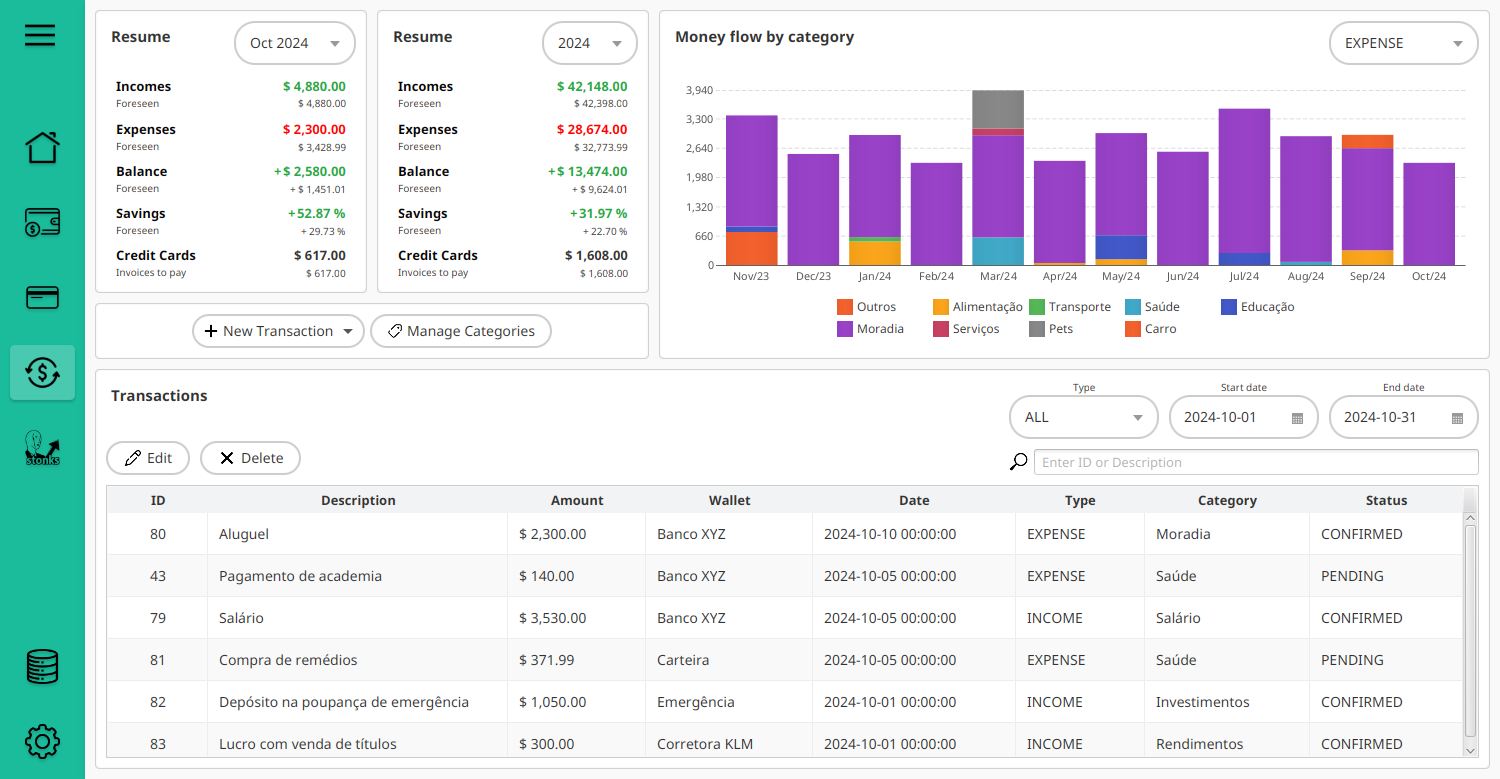 Resume
Oct 2024
Incomes $ 4,880.00
Foreseen $ 4,880.00
Expenses $ 2,300.00
Foreseen $ 3,428.99
Balance + $ 2,580.00
Foreseen + $ 1,451.01
Savings + 52.87 %
Foreseen + 29.73 %
Credit Cards $ 617.00
Invoices to pay $ 617.00
Resume
2024
Incomes $ 42,148.00
Foreseen $ 42,398.00
Expenses $ 28,674.00
Foreseen $ 32,773.99
Balance + $ 13,474.00
Foreseen + $ 9,624.01
Savings + 31.97 %
Foreseen + 22.70 %
Credit Cards $ 1,608.00
Invoices to pay $ 1,608.00
New Transaction
Manage Categories
Money flow by category
EXPENSE
3,940
3,300
2,640
1,980
1,320
660
0
Nov/23 Dec/23 Jan/24 Feb/24 Mar/24 Apr/24 May/24 Jun/24 Jul/24 Aug/24 Sep/24 Oct/24
Outros Alimentação Transporte Saúde Educação
Moradia Serviços Pets Carro
stonks
Transactions
Type
ALL
Start date
2024-10-01
End date
2024-10-31
Edit
Delete
Enter ID or Description
ID Description Amount Wallet Date Type Category Status
80 Aluguel $ 2,300.00 Banco XYZ 2024-10-10 00:00:00 EXPENSE Moradia CONFIRMED
43 Pagamento de academia $ 140.00 Banco XYZ 2024-10-05 00:00:00 EXPENSE Saúde PENDING
79 Salário $ 3,530.00 Banco XYZ 2024-10-05 00:00:00 INCOME Salário CONFIRMED
81 Compra de remédios $ 371.99 Carteira 2024-10-05 00:00:00 EXPENSE Saúde PENDING
82 Depósito na poupança de emergência $ 1,050.00 Emergência 2024-10-01 00:00:00 INCOME Investimentos CONFIRMED
83 Lucro com venda de títulos $ 300.00 Corretora KLM 2024-10-01 00:00:00 INCOME Rendimentos CONFIRMED